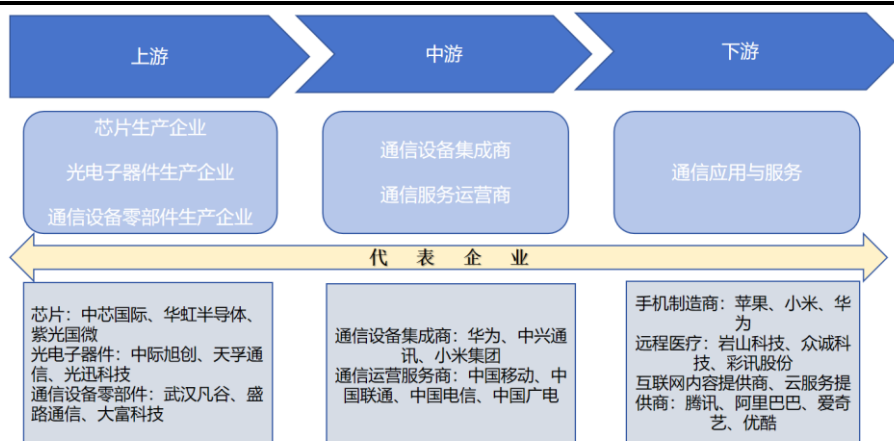 上游
中游
下游
芯片生产企业
光电子器件生产企业
通信设备零部件生产企业
通信设备集成商
通信服务运营商
通信应用与服务
代表企业
芯片：中芯国际、华虹半导体、
紫光国微
光电子器件：中际旭创、天孚通
信、光迅科技
通信设备零部件：武汉凡谷、盛
路通信、大富科技
通信设备集成商：华为、中兴通
讯、小米集团
通信运营服务商：中国移动、中
国联通、中国电信、中国广电
手机制造商：苹果、小米、华
为
远程医疗：岩山科技、众诚科
技、彩讯股份
互联网内容提供商、云服务提
供商：腾讯、阿里巴巴、爱奇
艺、优酷